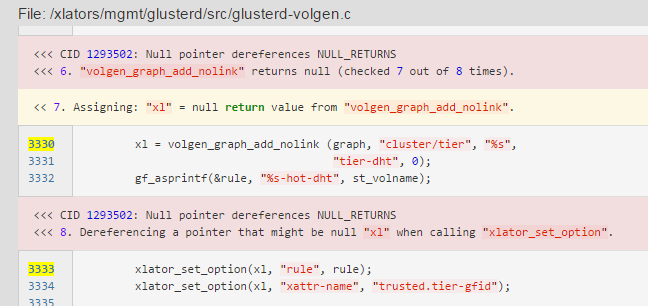 File: /xlators/mgmt/glusterd/src/glusterd-volgen.c
<<< CID 1293502: Null pointer dereferences NULL_RETURNS
<<< 6. "volgen_graph_add_nolink" returns null (checked 7 out of 8 times).
<< 7. Assigning: "xl" = null return value from "volgen_graph_add_nolink".
3330 xl = volgen_graph_add_nolink (graph, "cluster/tier", "%s",
3331 "tier-dht", 0);
3332 gf_asprintf(&rule, "%s-hot-dht", st_volname);
<<< CID 1293502: Null pointer dereferences NULL_RETURNS
<<< 8. Dereferencing a pointer that might be null "xl" when calling "xlator_set_option".
3333 xlator_set_option(xl, "rule", rule);
3334 xlator_set_option(xl, "xattr-name", "trusted.tier-gfid");
3335